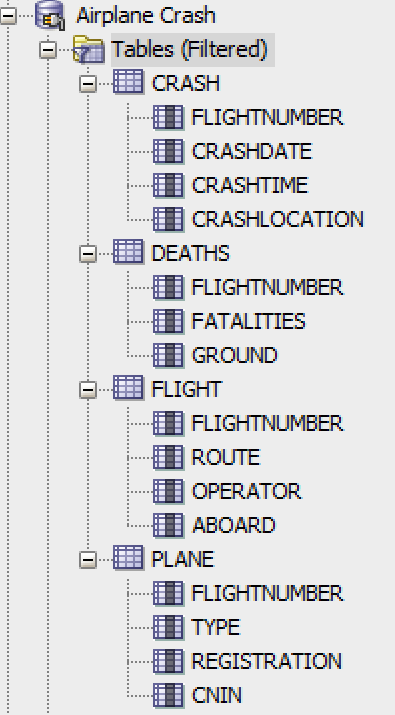 Airplane Crash
Tables (Filtered)
CRASH
FLIGHTNUMBER
CRASHDATE
CRASHTIME
CRASHLOCATION
DEATHS
FLIGHTNUMBER
FATALITIES
GROUND
FLIGHT
FLIGHTNUMBER
ROUTE
OPERATOR
ABOARD
PLANE
FLIGHTNUMBER
TYPE
REGISTRATION
CNIN